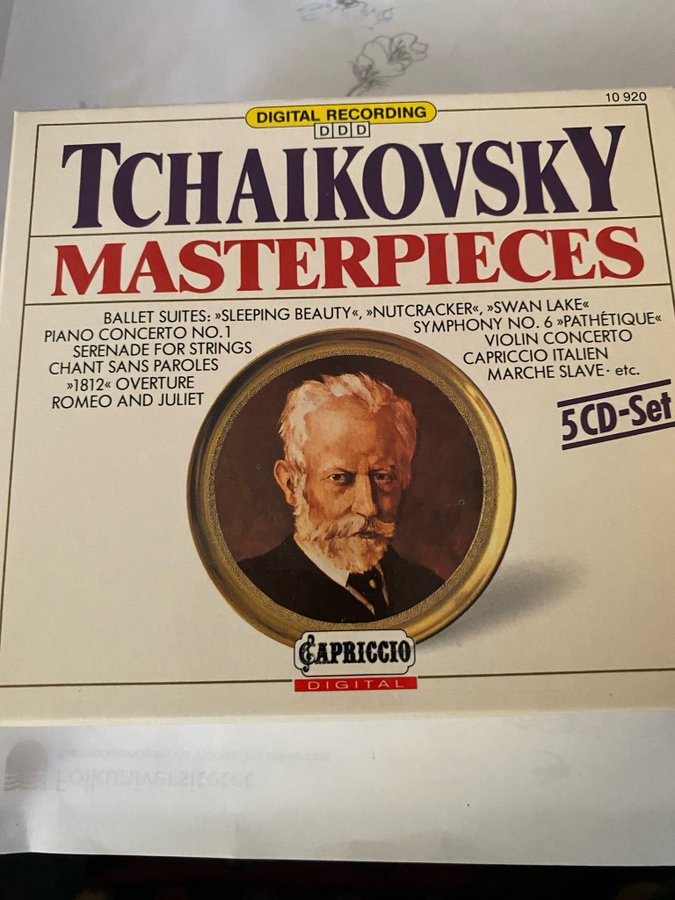 10 920
DIGITAL RECORDING
DDD
TCHAIKOVSKY
MASTERPIECES
BALLET SUITES: »SLEEPING BEAUTY«, »NUTCRACKER«, »SWAN LAKE«
PIANO CONCERTO NO. 1
SERENADE FOR STRINGS
CHANT SANS PAROLES
»1812« OVERTURE
ROMEO AND JULIET
SYMPHONY NO. 6 »PATHÉTIQUE«
VIOLIN CONCERTO
CAPRICCIO ITALIEN
MARCHE SLAVE · etc.
5 CD-Set
CAPRICCIO
DIGITAL
Folkuniversitetet